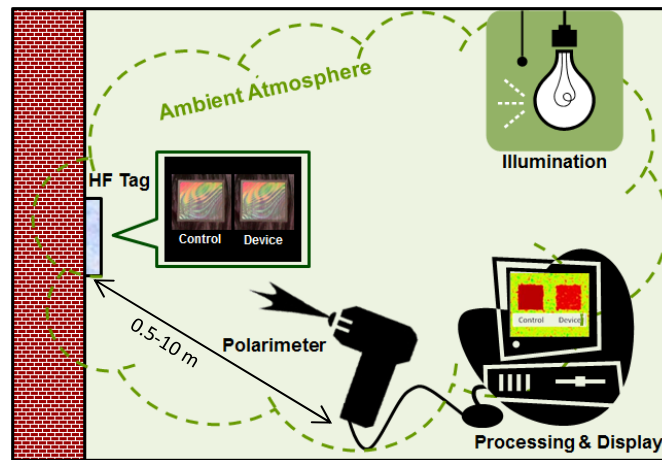 Ambient Atmosphere
Illumination
HF Tag
Control Device
0.5-10 m
Polarimeter
Control Device
Processing & Display